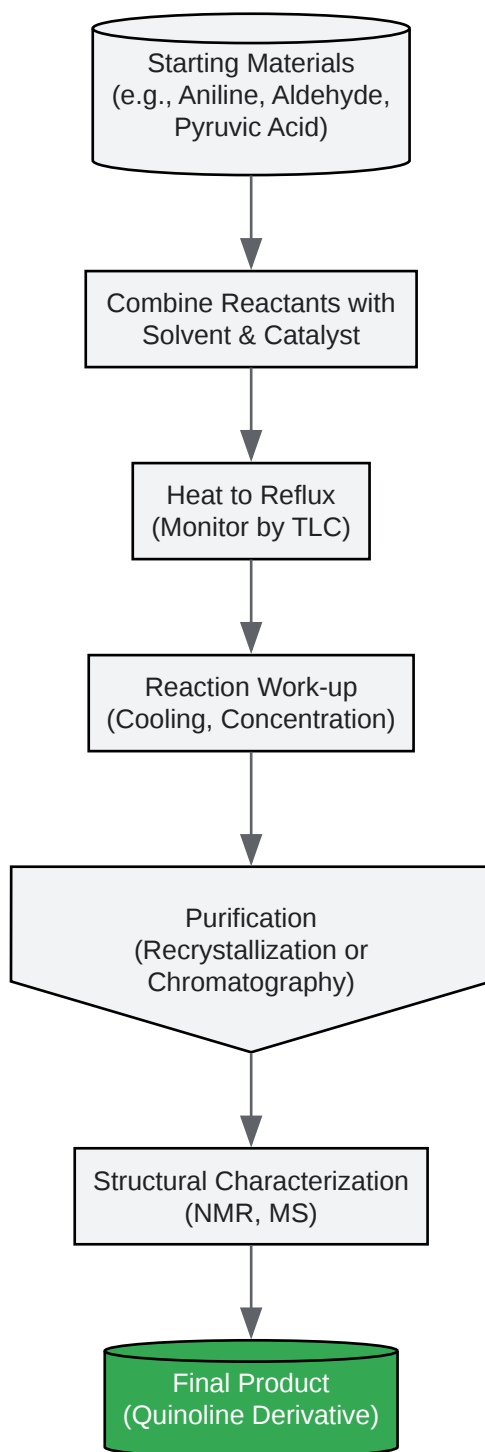 Starting Materials
(e.g., Aniline, Aldehyde,
Pyruvic Acid)
Combine Reactants with
Solvent & Catalyst
Heat to Reflux
(Monitor by TLC)
Reaction Work-up
(Cooling, Concentration)
Purification
(Recrystallization or
Chromatography)
Structural Characterization
(NMR, MS)
Final Product
(Quinoline Derivative)